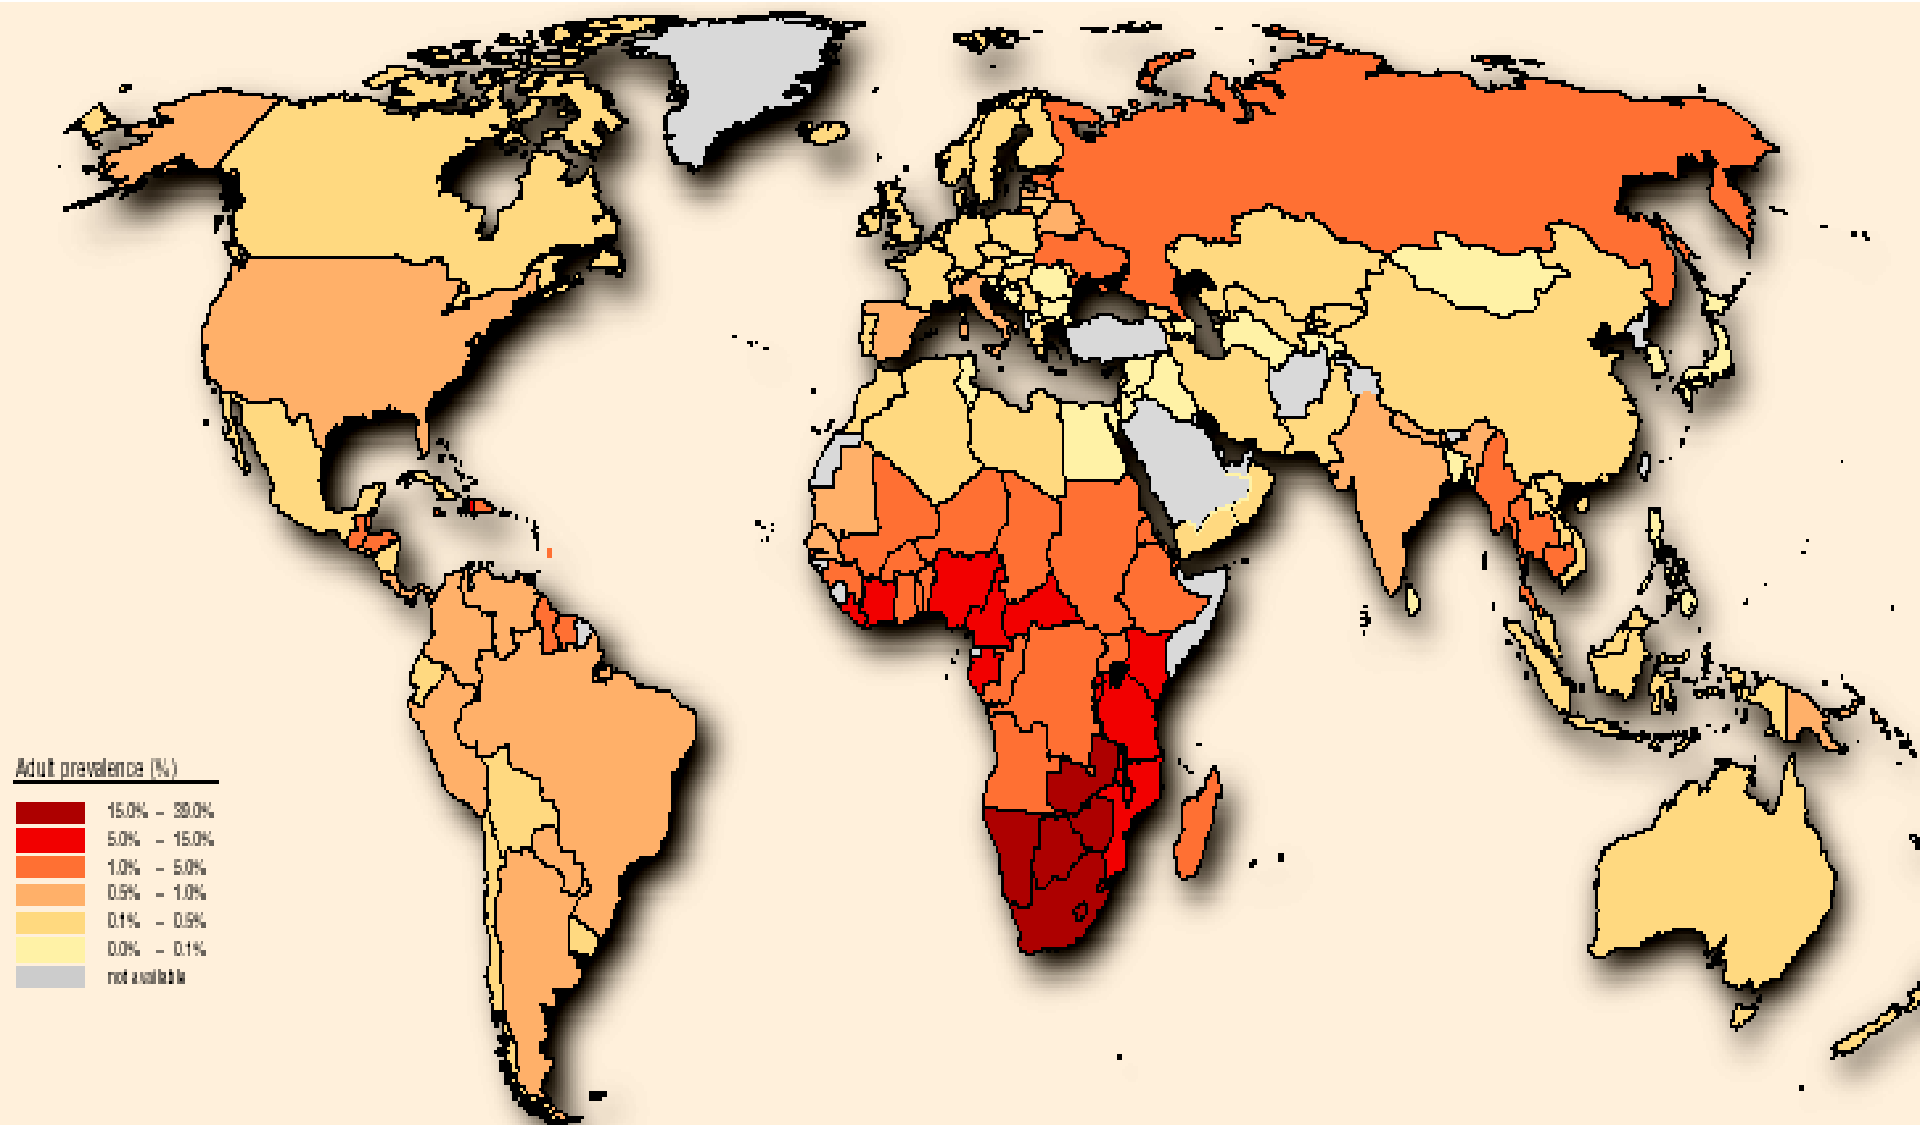 Adult prevalence (%)
15.0% – 39.0%
5.0% – 15.0%
1.0% – 5.0%
0.5% – 1.0%
0.1% – 0.5%
0.0% – 0.1%
not available